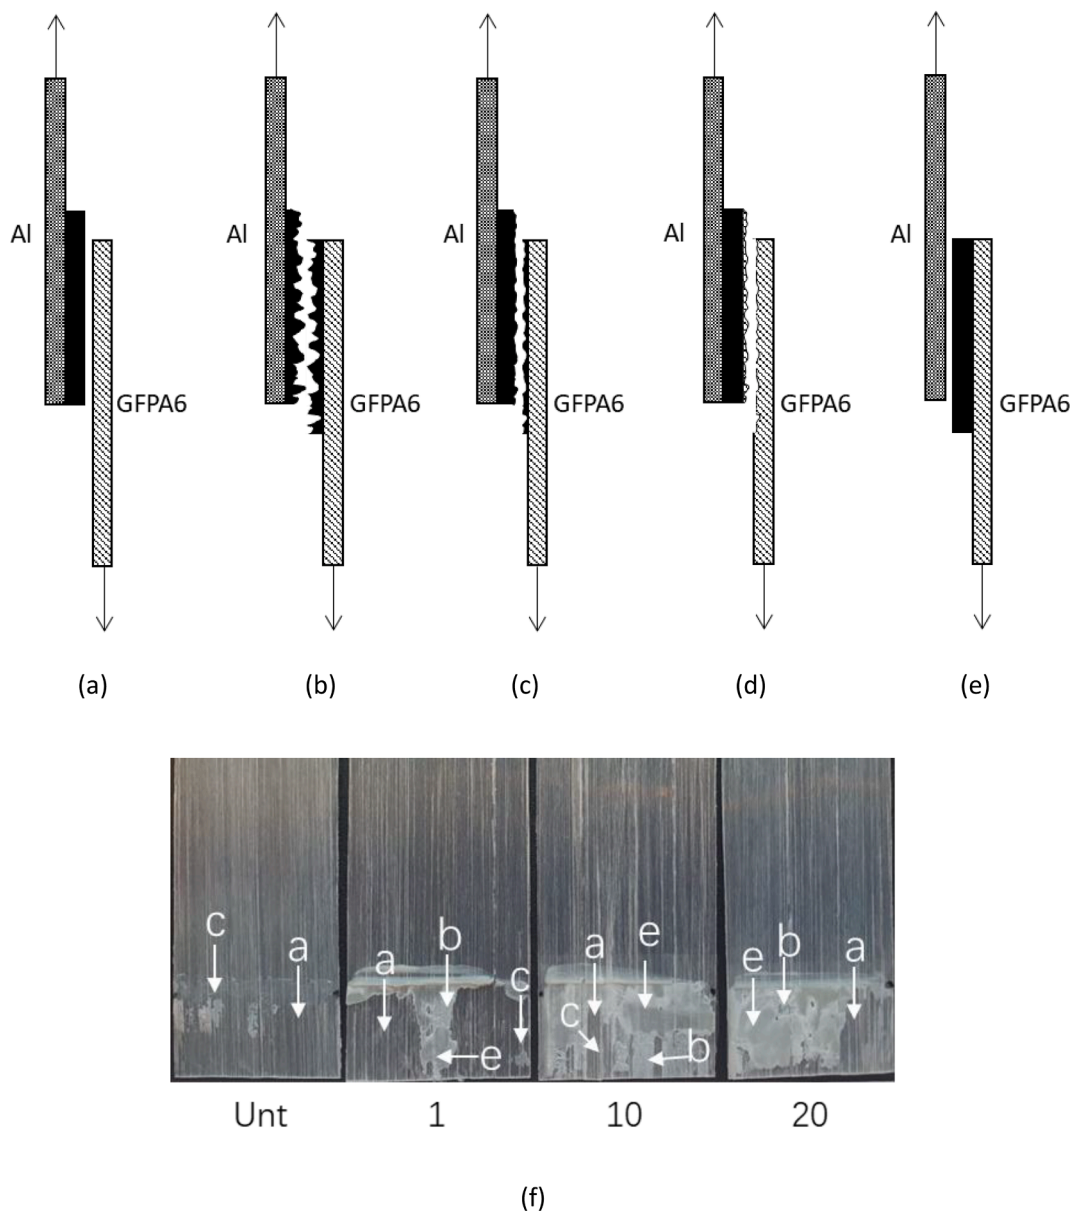 Al Al Al Al Al
GFPA6 GFPA6 GFPA6 GFPA6 GFPA6
(a) (b) (c) (d) (e)
c a a b c a e c b e b a
e
Unt 1 10 20
(f)